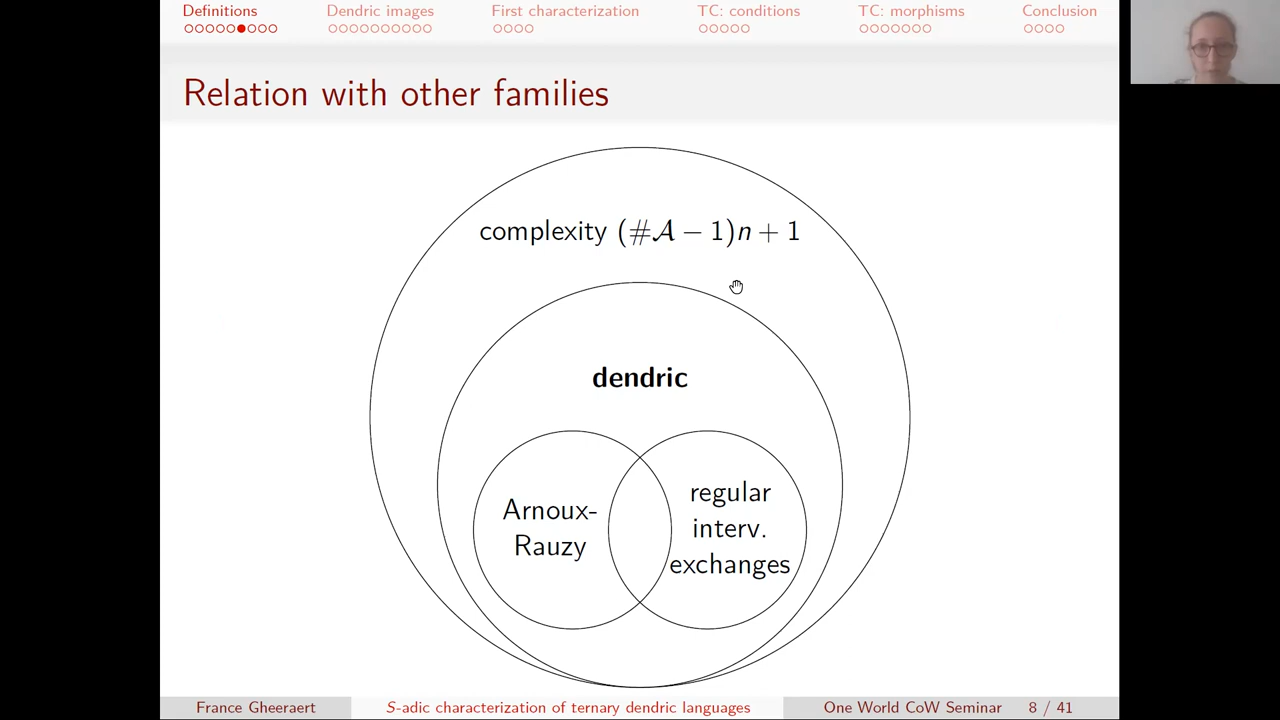 Definitions Dendric images First characterization TC: conditions TC: morphisms Conclusion
Relation with other families
complexity (#𝒜 − 1)n + 1
dendric
Arnoux-
Rauzy
regular
interv.
exchanges
France Gheeraert S-adic characterization of ternary dendric languages One World CoW Seminar 8 / 41